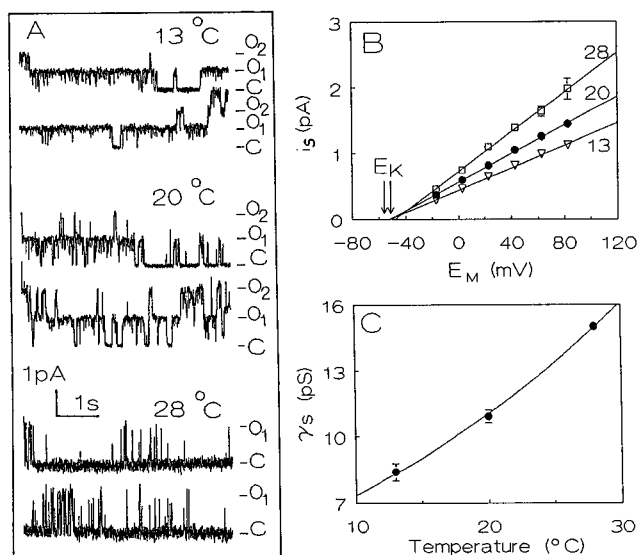 A
13 °C
-O2
-O1
-C
-O2
-O1
-C
20 °C
-O2
-O1
-C
-O2
-O1
-C
1pA
1s
28 °C
-O1
-C
-O1
-C
B
is (pA)
3
2
1
0
28
20
13
EK
-80
-40
0
40
80
120
EM (mV)
C
γs (pS)
16
13
10
7
10
20
30
Temperature (°C)